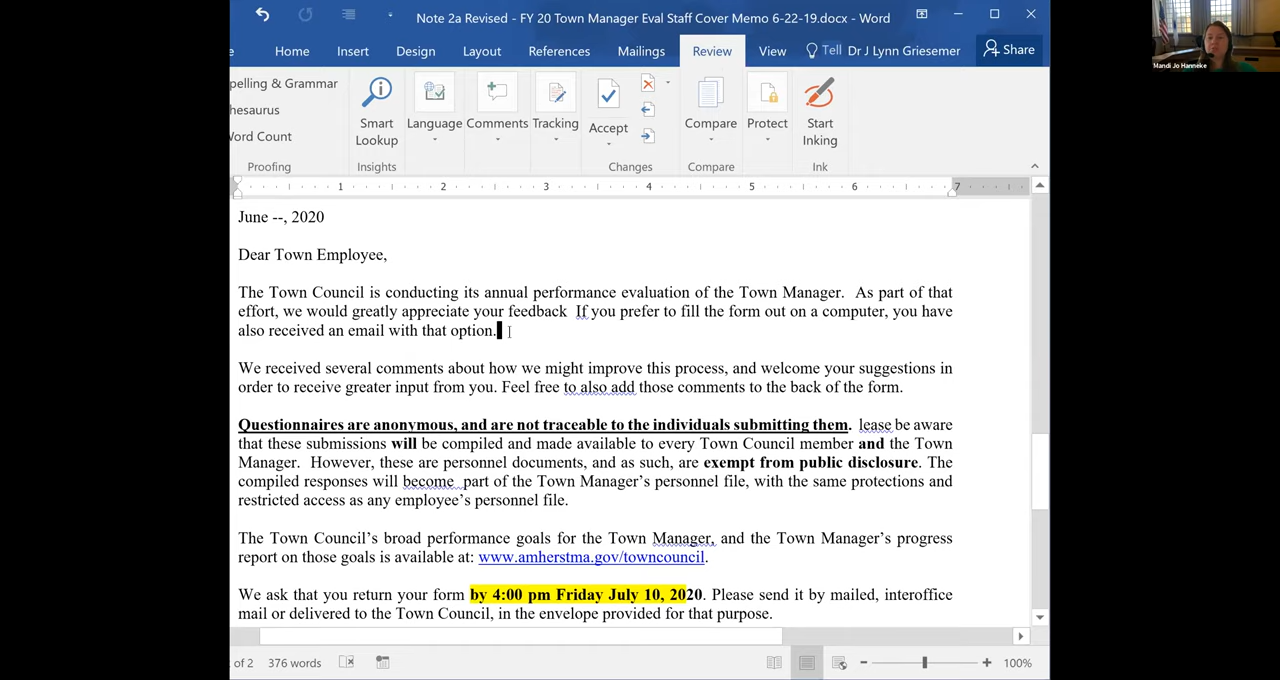 Note 2a Revised - FY 20 Town Manager Eval Staff Cover Memo 6-22-19.docx - Word
Mandi Jo Hanneke
e Home Insert Design Layout References Mailings Review View Tell Dr J Lynn Griesemer Share
pelling & Grammar
hesaurus
Word Count
Smart Lookup
Language
Comments
Tracking
Accept
Compare
Protect
Start Inking
Proofing Insights Changes Compare Ink
1 2 3 4 5 6 7
June --, 2020
Dear Town Employee,
The Town Council is conducting its annual performance evaluation of the Town Manager. As part of that
effort, we would greatly appreciate your feedback If you prefer to fill the form out on a computer, you have
also received an email with that option.
We received several comments about how we might improve this process, and welcome your suggestions in
order to receive greater input from you. Feel free to also add those comments to the back of the form.
Questionnaires are anonymous, and are not traceable to the individuals submitting them. lease be aware
that these submissions will be compiled and made available to every Town Council member and the Town
Manager. However, these are personnel documents, and as such, are exempt from public disclosure. The
compiled responses will become part of the Town Manager's personnel file, with the same protections and
restricted access as any employee's personnel file.
The Town Council's broad performance goals for the Town Manager, and the Town Manager's progress
report on those goals is available at: www.amherstma.gov/towncouncil.
We ask that you return your form by 4:00 pm Friday July 10, 2020. Please send it by mailed, interoffice
mail or delivered to the Town Council, in the envelope provided for that purpose.
of 2 376 words 100%